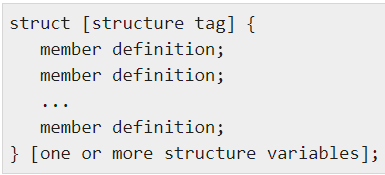 struct [structure tag] {
   member definition;
   member definition;
   ...
   member definition;
} [one or more structure variables];